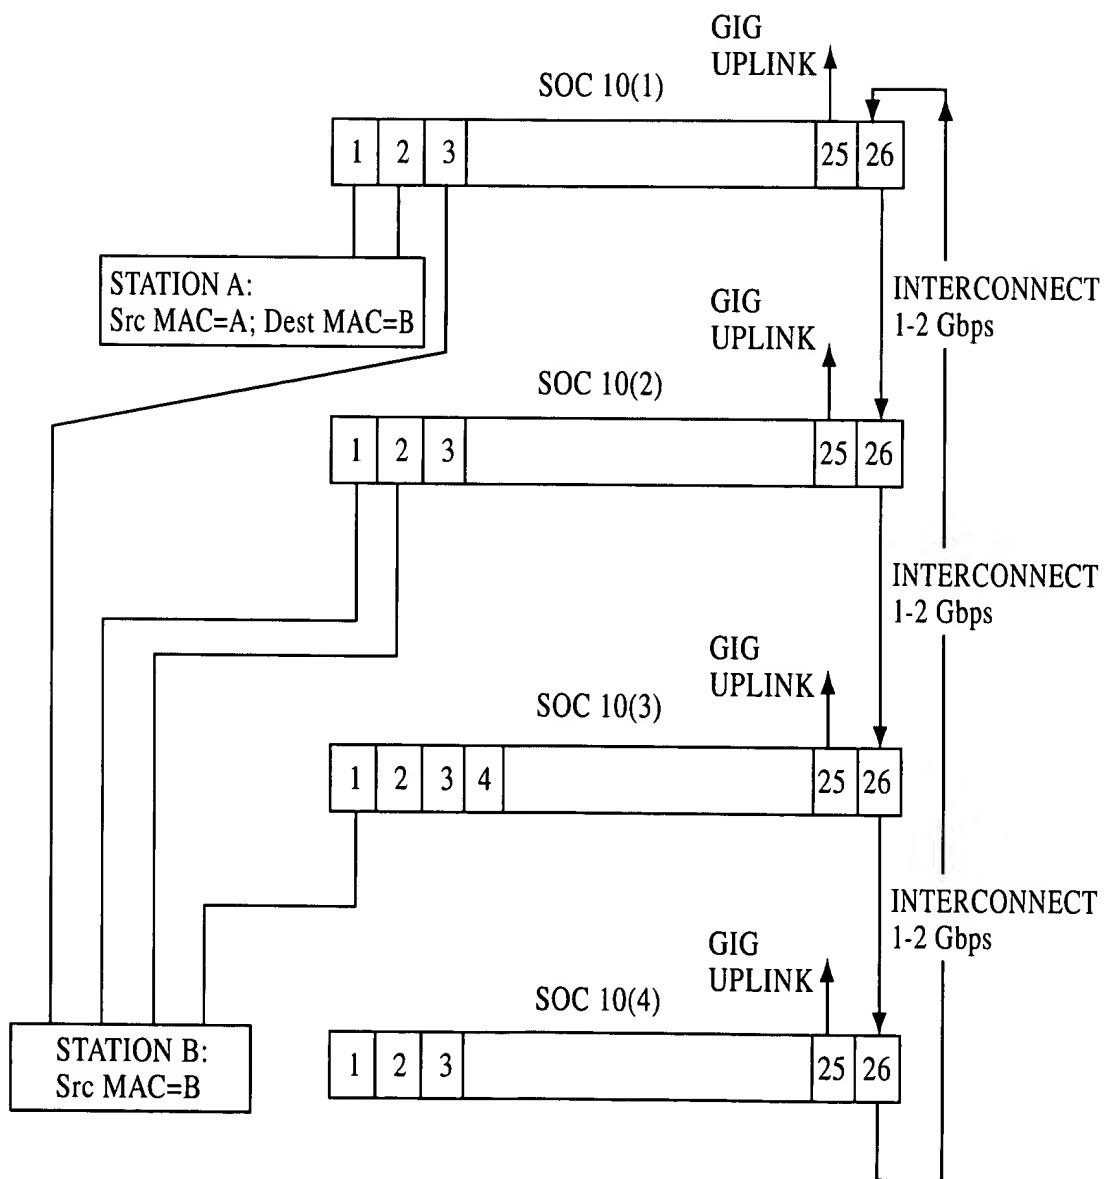 GIG
UPLINK
SOC 10(1)
1 2 3 25 26
STATION A:
Src MAC=A; Dest MAC=B
INTERCONNECT
1-2 Gbps
GIG
UPLINK
SOC 10(2)
1 2 3 25 26
INTERCONNECT
1-2 Gbps
GIG
UPLINK
SOC 10(3)
1 2 3 4 25 26
INTERCONNECT
1-2 Gbps
GIG
UPLINK
SOC 10(4)
1 2 3 25 26
STATION B:
Src MAC=B